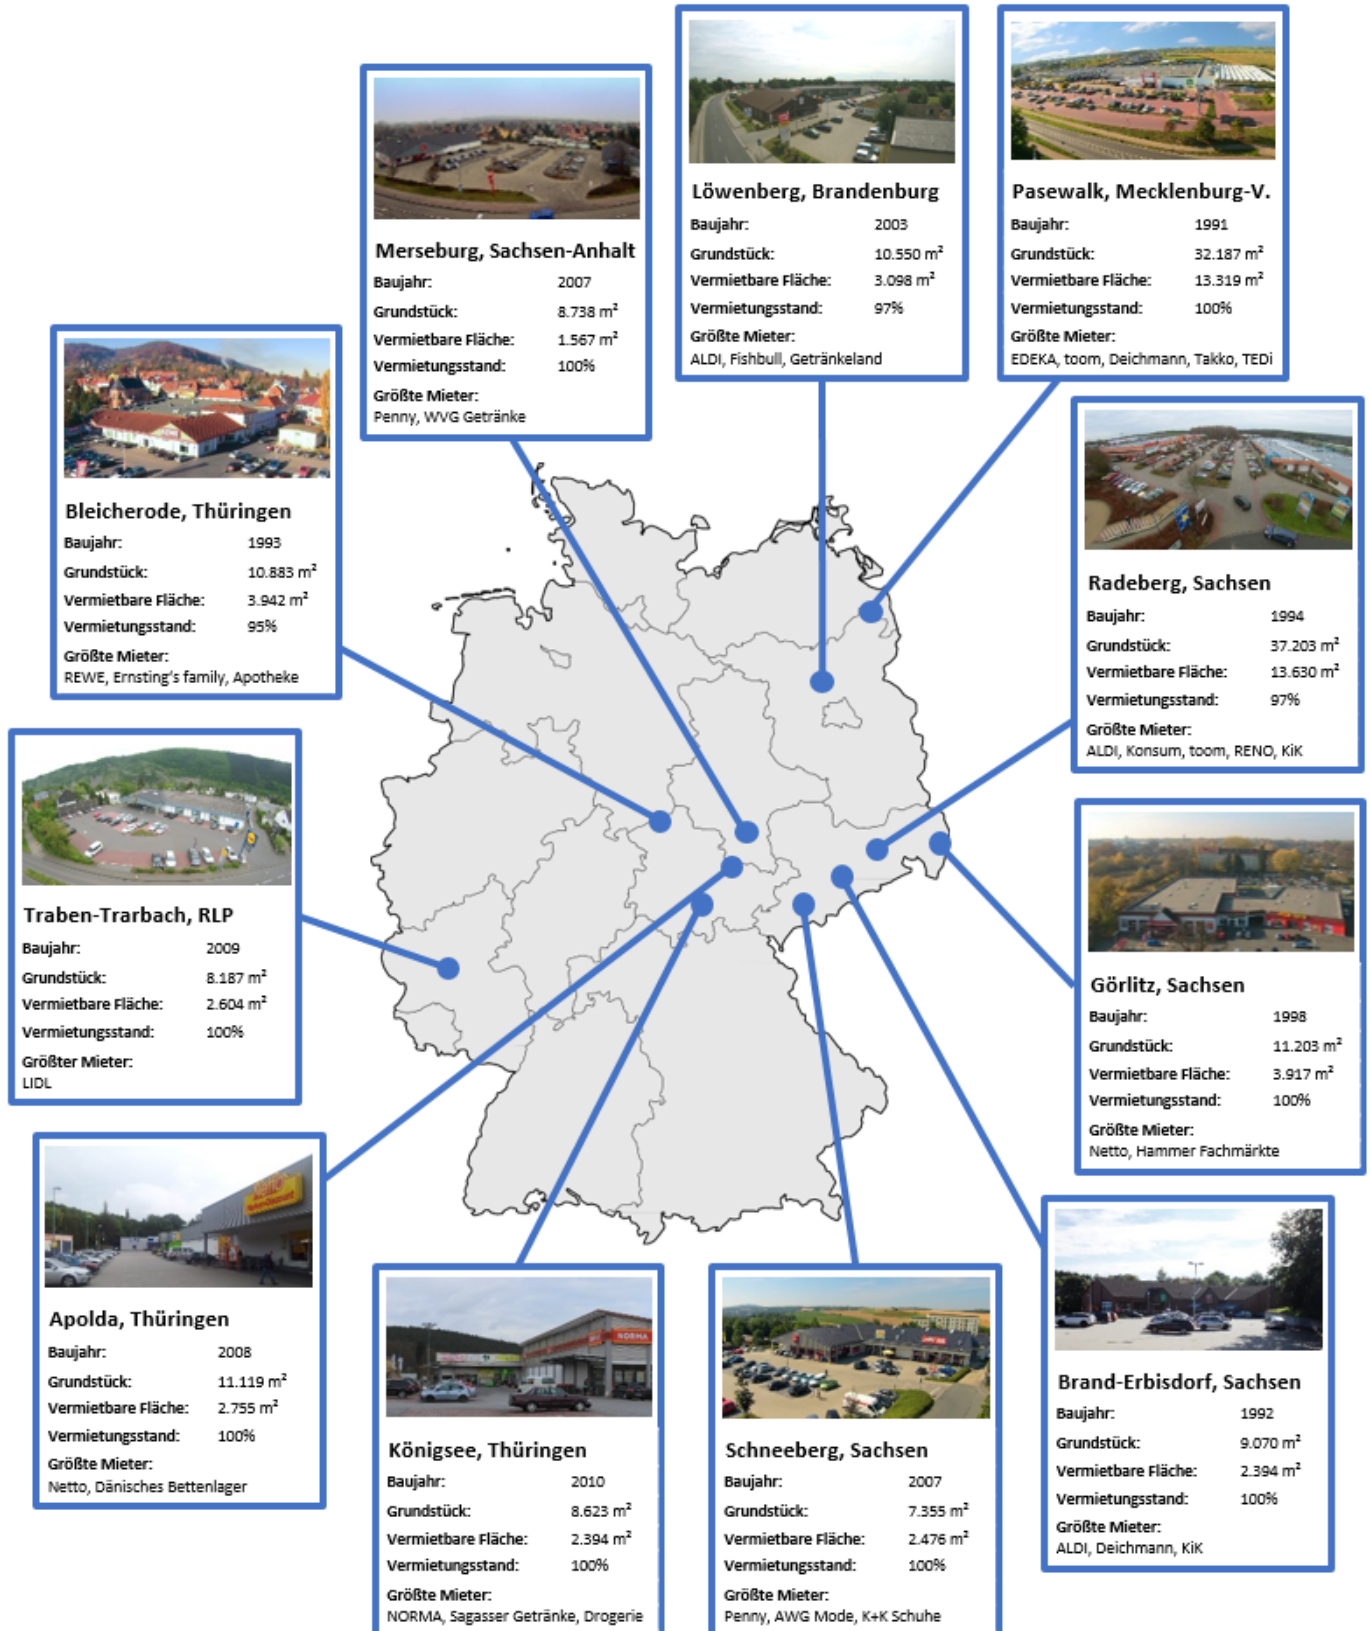 Löwenberg, Brandenburg
Baujahr: 2003
Grundstück: 10.550 m²
Vermietbare Fläche: 3.098 m²
Vermietungsstand: 97%
Größte Mieter:
ALDI, Fishbull, Getränkeland
Pasewalk, Mecklenburg-V.
Baujahr: 1991
Grundstück: 32.187 m²
Vermietbare Fläche: 13.319 m²
Vermietungsstand: 100%
Größte Mieter:
EDEKA, toom, Deichmann, Takko, TEDi
Merseburg, Sachsen-Anhalt
Baujahr: 2007
Grundstück: 8.738 m²
Vermietbare Fläche: 1.567 m²
Vermietungsstand: 100%
Größte Mieter:
Penny, WVG Getränke
Bleicherode, Thüringen
Baujahr: 1993
Grundstück: 10.883 m²
Vermietbare Fläche: 3.942 m²
Vermietungsstand: 95%
Größte Mieter:
REWE, Ernsting's family, Apotheke
Radeberg, Sachsen
Baujahr: 1994
Grundstück: 37.203 m²
Vermietbare Fläche: 13.630 m²
Vermietungsstand: 97%
Größte Mieter:
ALDI, Konsum, toom, RENO, KiK
Traben-Trarbach, RLP
Baujahr: 2009
Grundstück: 8.187 m²
Vermietbare Fläche: 2.604 m²
Vermietungsstand: 100%
Größter Mieter:
LIDL
Görlitz, Sachsen
Baujahr: 1998
Grundstück: 11.203 m²
Vermietbare Fläche: 3.917 m²
Vermietungsstand: 100%
Größte Mieter:
Netto, Hammer Fachmärkte
Apolda, Thüringen
Baujahr: 2008
Grundstück: 11.119 m²
Vermietbare Fläche: 2.755 m²
Vermietungsstand: 100%
Größte Mieter:
Netto, Dänisches Bettenlager
NORMA
Königsee, Thüringen
Baujahr: 2010
Grundstück: 8.623 m²
Vermietbare Fläche: 2.394 m²
Vermietungsstand: 100%
Größte Mieter:
NORMA, Sagasser Getränke, Drogerie
Schneeberg, Sachsen
Baujahr: 2007
Grundstück: 7.355 m²
Vermietbare Fläche: 2.476 m²
Vermietungsstand: 100%
Größte Mieter:
Penny, AWG Mode, K+K Schuhe
Brand-Erbisdorf, Sachsen
Baujahr: 1992
Grundstück: 9.070 m²
Vermietbare Fläche: 2.394 m²
Vermietungsstand: 100%
Größte Mieter:
ALDI, Deichmann, KiK